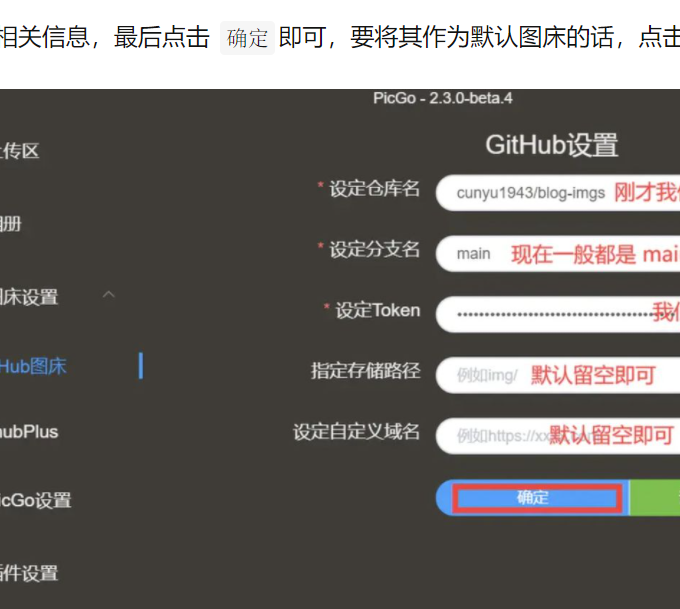 相关信息，最后点击 确定 即可，要将其作为默认图床的话，点击
PicGo - 2.3.0-beta.4
GitHub设置
上传区
* 设定仓库名 cunyu1943/blog-imgs 刚才我们
相册
* 设定分支名 main 现在一般都是 mai
图床设置
* 设定Token 我们
Hub图床
指定存储路径 例如img/ 默认留空即可
hubPlus
设定自定义域名 例如https://xx 默认留空即可
PicGo设置
确定
插件设置